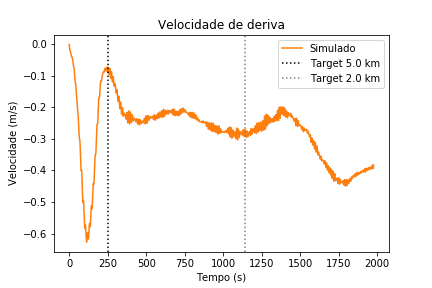 Velocidade de deriva
Simulado
Target 5.0 km
Target 2.0 km
Velocidade (m/s)
0.0
−0.1
−0.2
−0.3
−0.4
−0.5
−0.6
0 250 500 750 1000 1250 1500 1750 2000
Tempo (s)